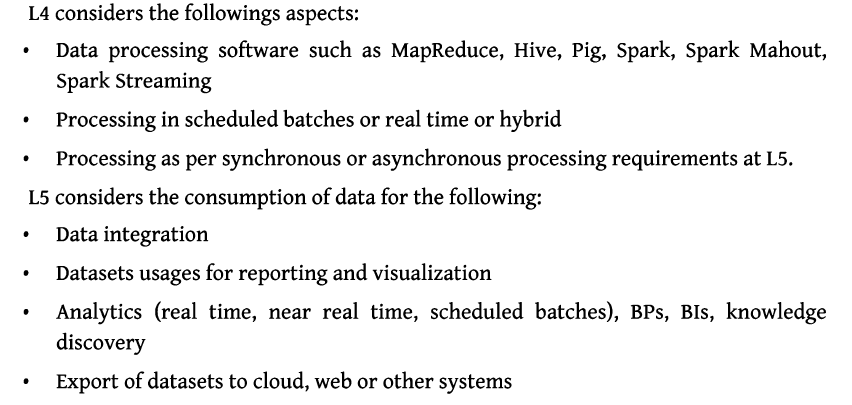 L4 considers the followings aspects:
• Data processing software such as MapReduce, Hive, Pig, Spark, Spark Mahout,
Spark Streaming
• Processing in scheduled batches or real time or hybrid
• Processing as per synchronous or asynchronous processing requirements at L5.
L5 considers the consumption of data for the following:
• Data integration
• Datasets usages for reporting and visualization
• Analytics (real time, near real time, scheduled batches), BPs, BIs, knowledge
discovery
• Export of datasets to cloud, web or other systems